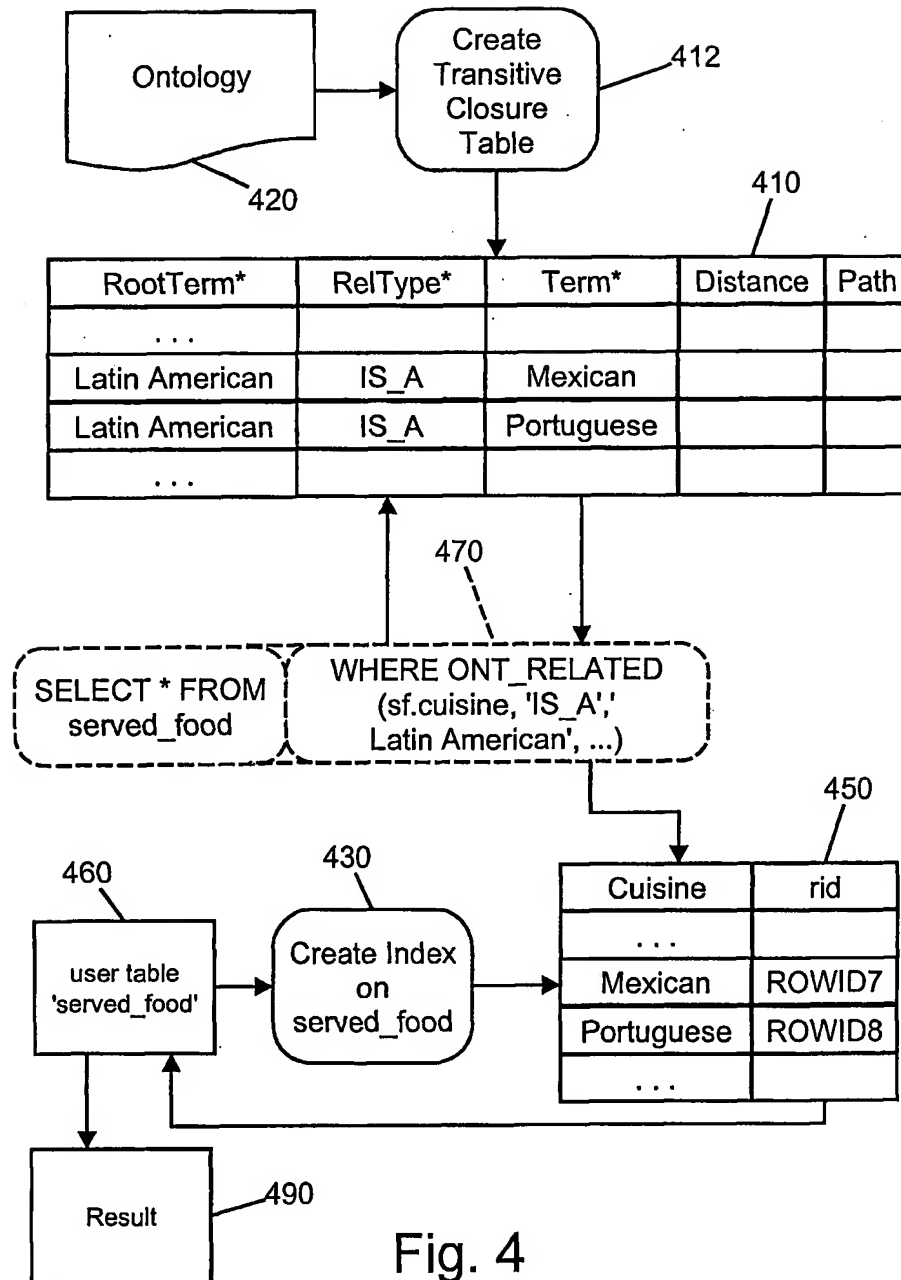 Ontology
Create
Transitive
Closure
Table
412
420
410
RootTerm* RelType* Term* Distance Path
. . .
Latin American IS_A Mexican
Latin American IS_A Portuguese
. . .
470
SELECT * FROM
served_food
WHERE ONT_RELATED
(sf.cuisine, 'IS_A','
Latin American', ...)
450
460
430
Cuisine rid
. . .
Mexican ROWID7
Portuguese ROWID8
. . .
user table
'served_food'
Create Index
on
served_food
Result
490
Fig. 4